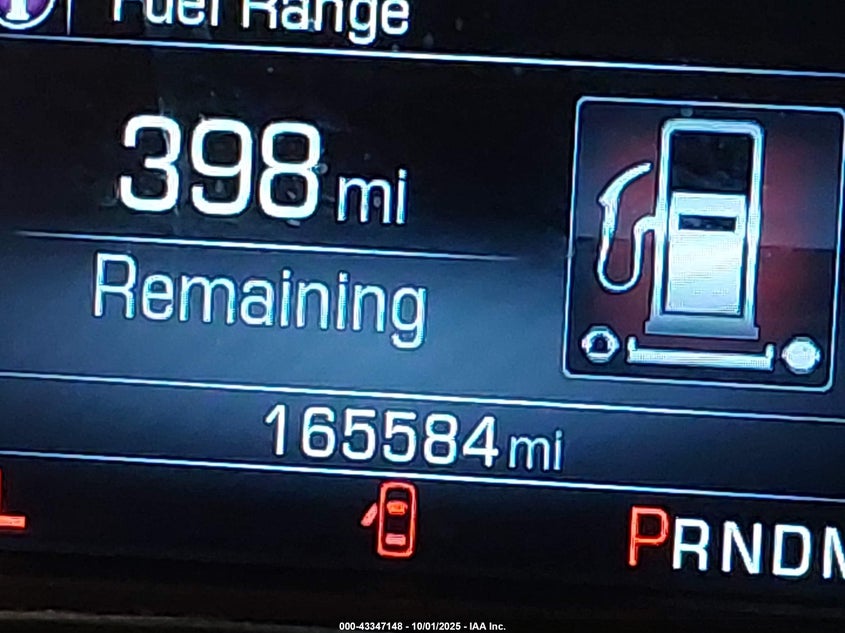 Fuel Range
398 mi
Remaining
165584 mi
PRNDM
000-43347148 - 10/01/2025 - IAA Inc.